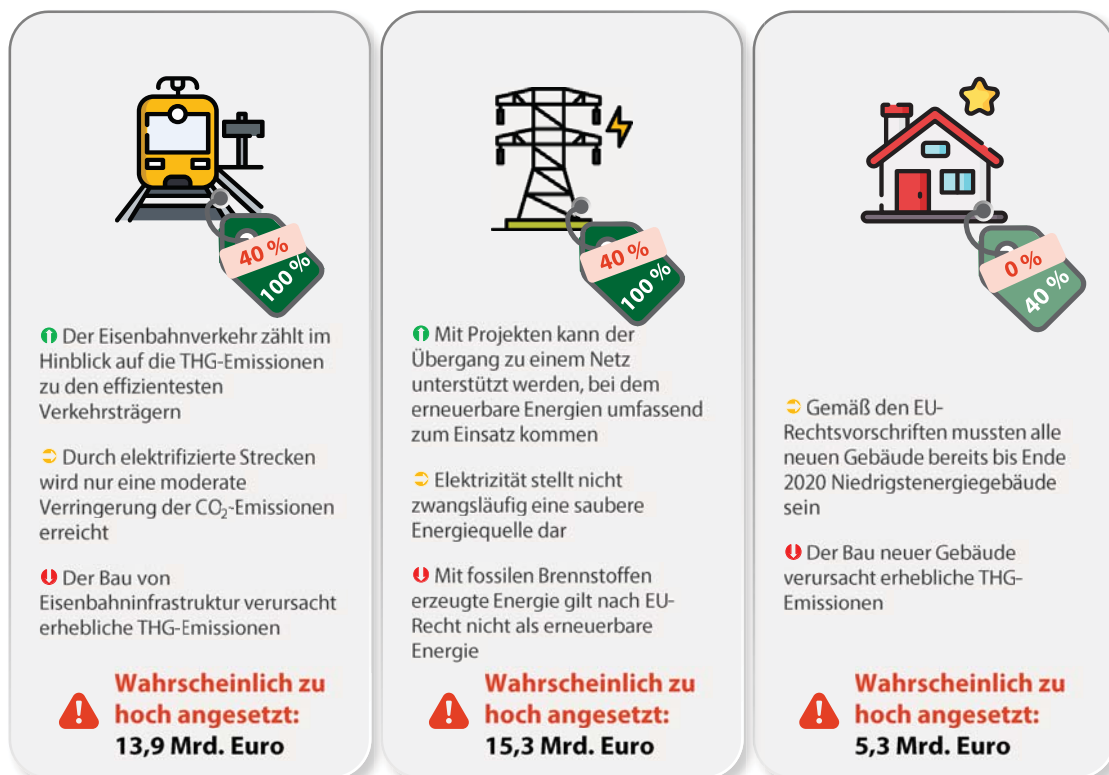 40 %
100 %
Der Eisenbahnverkehr zählt im
Hinblick auf die THG-Emissionen
zu den effizientesten
Verkehrsträgern
Durch elektrifizierte Strecken
wird nur eine moderate
Verringerung der CO₂-Emissionen
erreicht
Der Bau von
Eisenbahninfrastruktur verursacht
erhebliche THG-Emissionen
Wahrscheinlich zu
hoch angesetzt:
13,9 Mrd. Euro
40 %
100 %
Mit Projekten kann der
Übergang zu einem Netz
unterstützt werden, bei dem
erneuerbare Energien umfassend
zum Einsatz kommen
Elektrizität stellt nicht
zwangsläufig eine saubere
Energiequelle dar
Mit fossilen Brennstoffen
erzeugte Energie gilt nach EU-
Recht nicht als erneuerbare
Energie
Wahrscheinlich zu
hoch angesetzt:
15,3 Mrd. Euro
0 %
40 %
Gemäß den EU-
Rechtsvorschriften mussten alle
neuen Gebäude bereits bis Ende
2020 Niedrigstenergiegebäude
sein
Der Bau neuer Gebäude
verursacht erhebliche THG-
Emissionen
Wahrscheinlich zu
hoch angesetzt:
5,3 Mrd. Euro